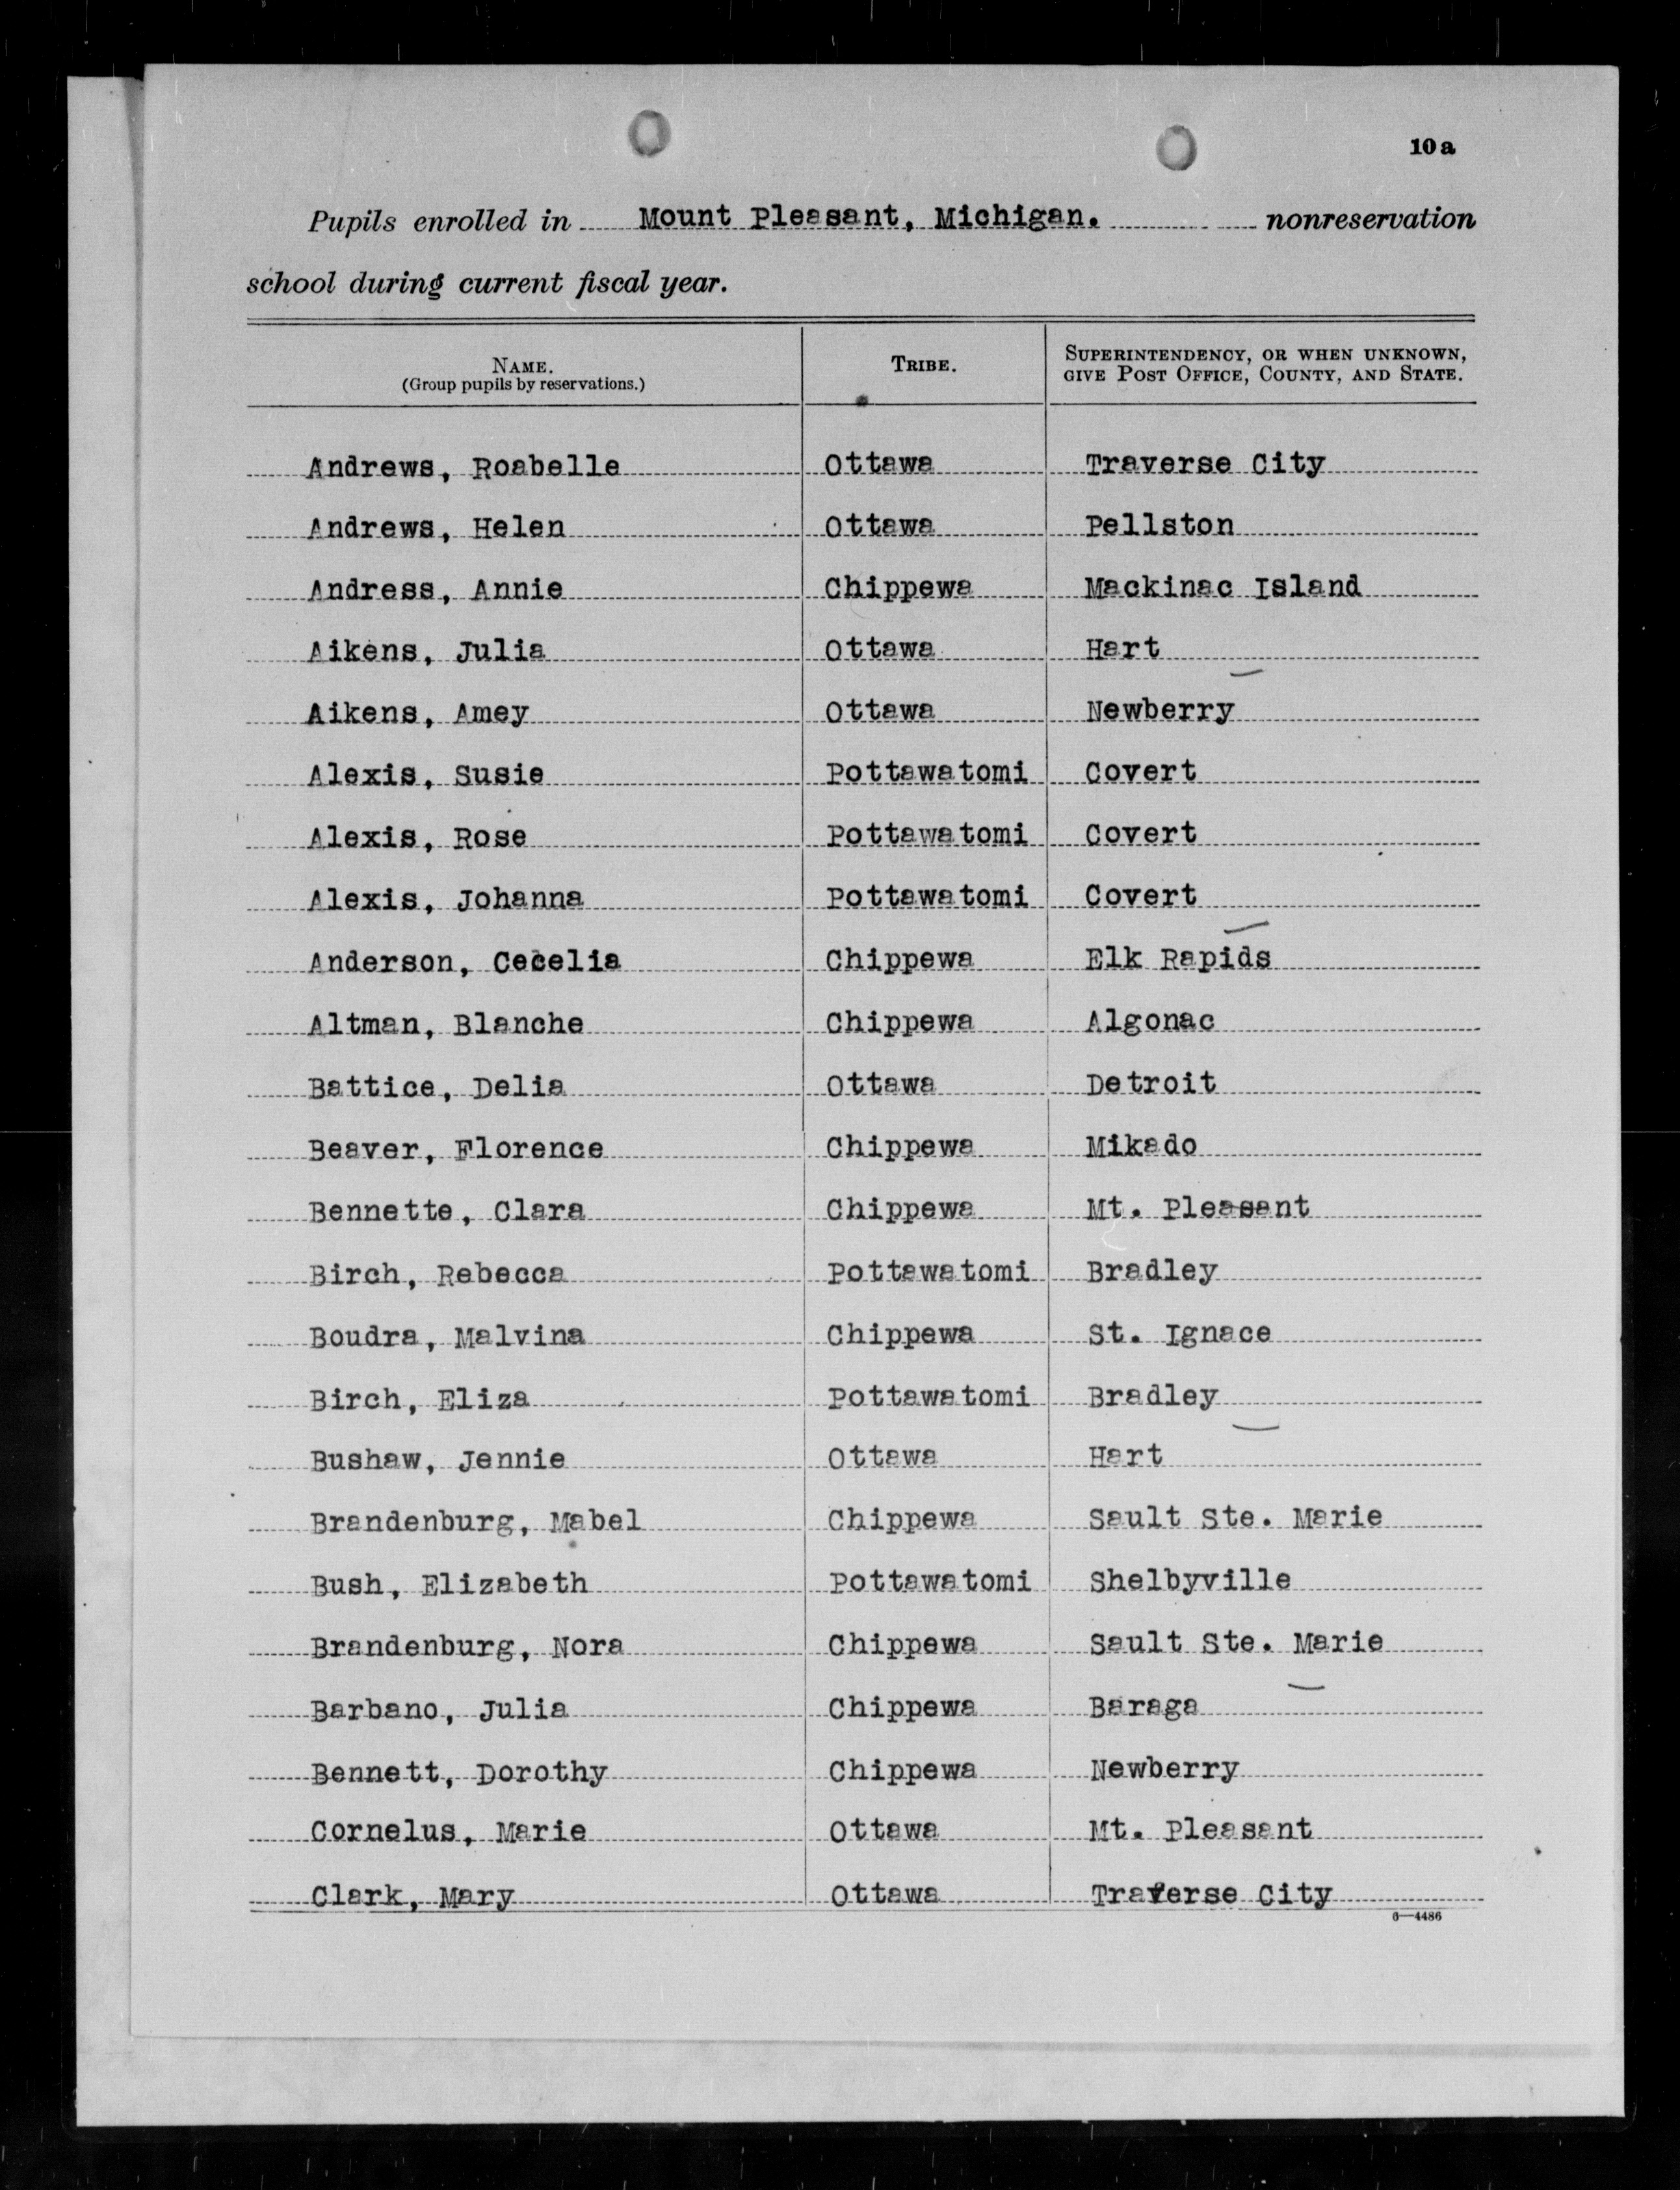 10a
Pupils enrolled in Mount Pleasant, Michigan. nonreservation
school during current fiscal year.
NAME. TRIBE. SUPERINTENDENCY, OR WHEN UNKNOWN,
(Group pupils by reservations.) GIVE POST OFFICE, COUNTY, AND STATE.
Andrews, Roabelle Ottawa Traverse City
Andrews, Helen Ottawa Pellston
Andress, Annie Chippewa Mackinac Island
Aikens, Julia Ottawa Hart
Aikens, Amey Ottawa Newberry
Alexis, Susie Pottawatomi Covert
Alexis, Rose Pottawatomi Covert
Alexis, Johanna Pottawatomi Covert
Anderson, Cecelia Chippewa Elk Rapids
Altman, Blanche Chippewa Algonac
Battice, Delia Ottawa Detroit
Beaver, Florence Chippewa Mikado
Bennette, Clara Chippewa Mt. Pleasant
Birch, Rebecca Pottawatomi Bradley
Boudra, Malvina Chippewa St. Ignace
Birch, Eliza Pottawatomi Bradley
Bushaw, Jennie Ottawa Hart
Brandenburg, Mabel Chippewa Sault Ste. Marie
Bush, Elizabeth Pottawatomi Shelbyville
Brandenburg, Nora Chippewa Sault Ste. Marie
Barbano, Julia Chippewa Baraga
Bennett, Dorothy Chippewa Newberry
Cornelus, Marie Ottawa Mt. Pleasant
Clark, Mary Ottawa Traverse City
6—4486